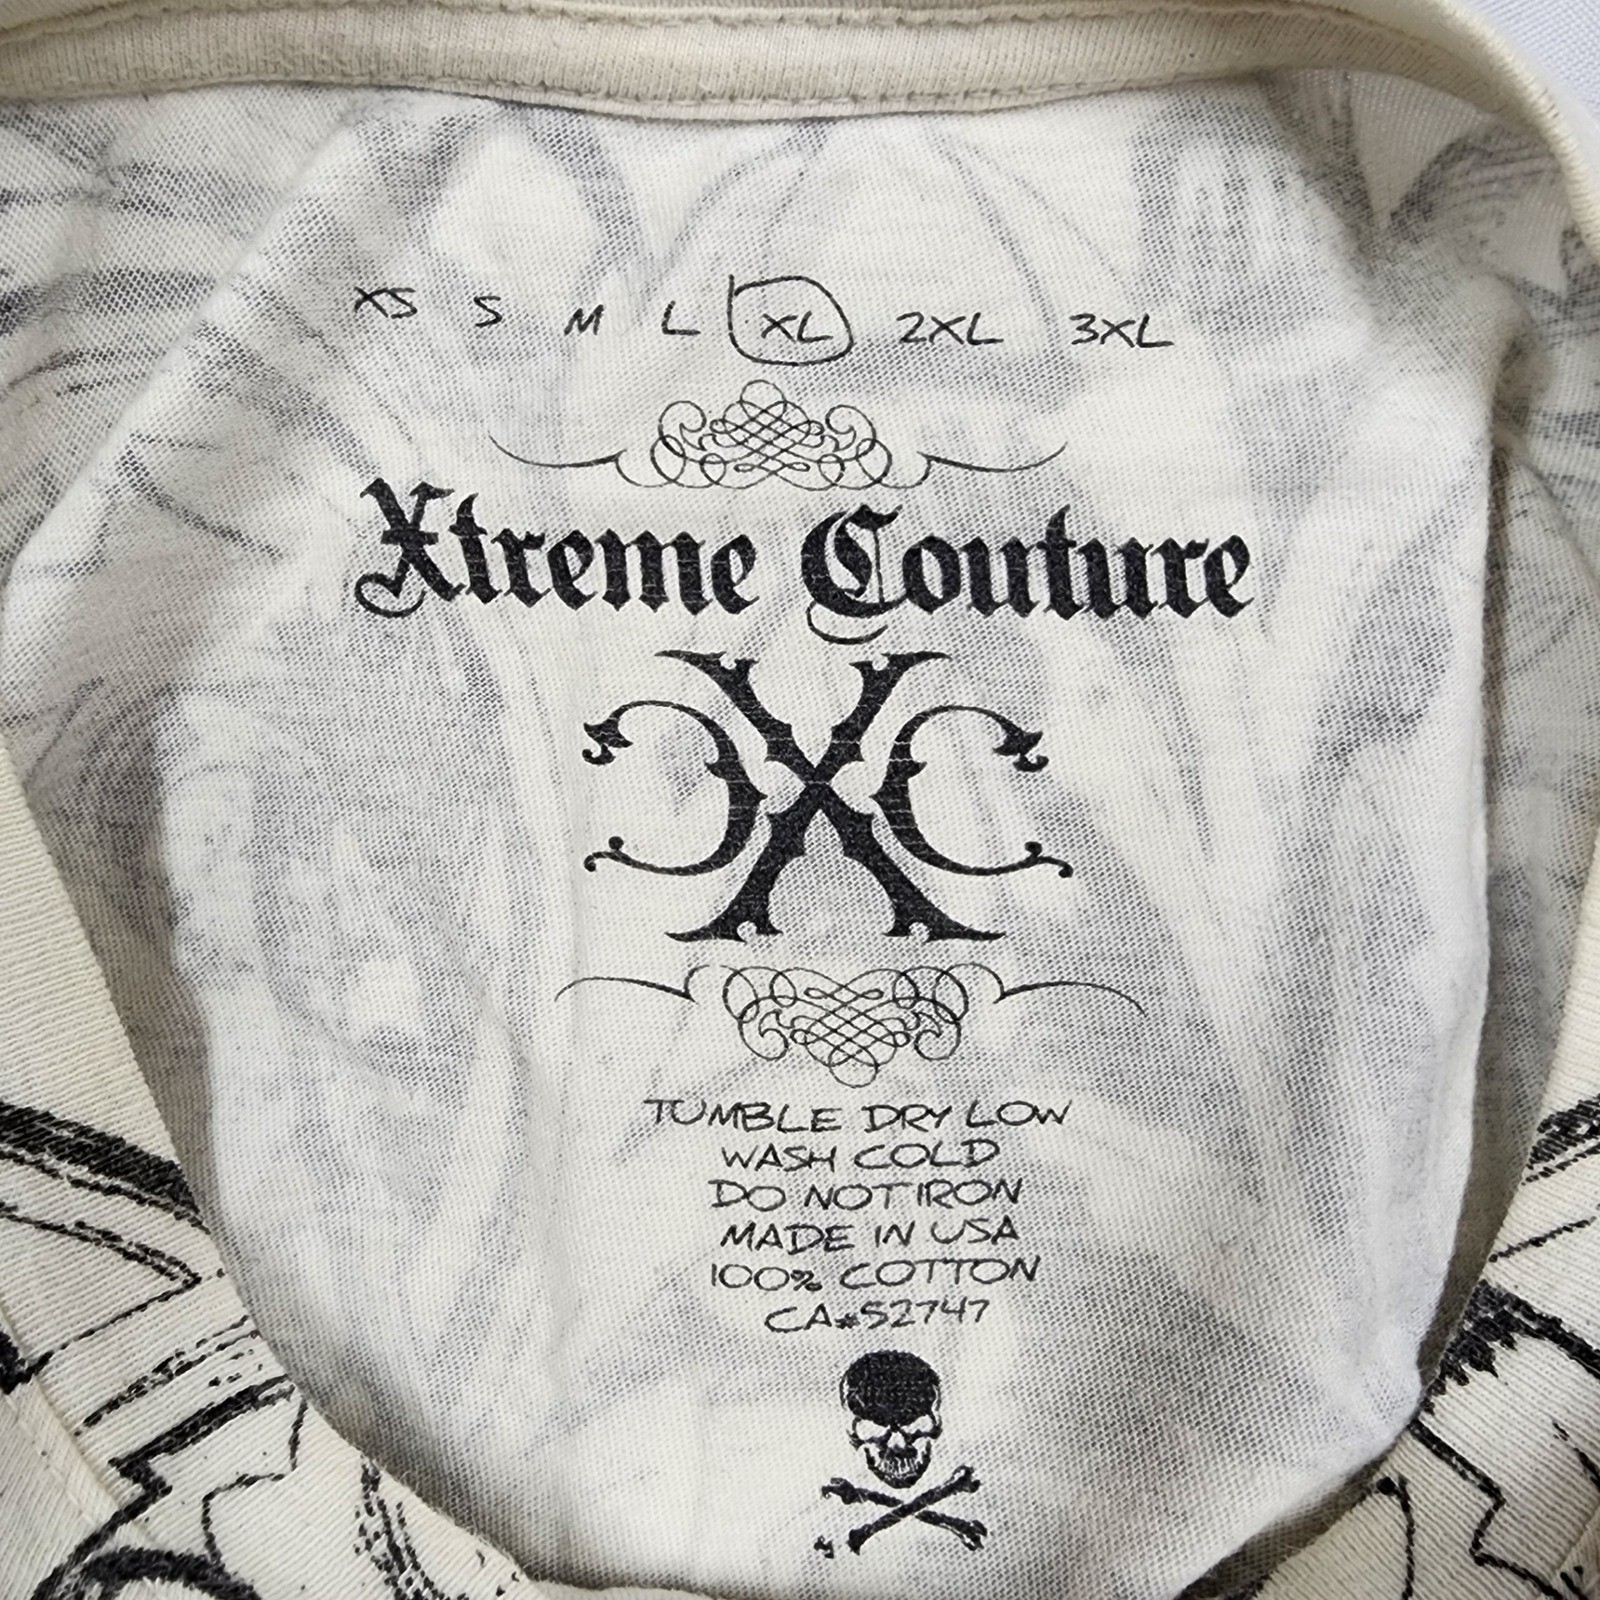 XS S M L XL 2XL 3XL
Xtreme Couture
TUMBLE DRY LOW
WASH COLD
DO NOT IRON
MADE IN USA
100% COTTON
CA#52747